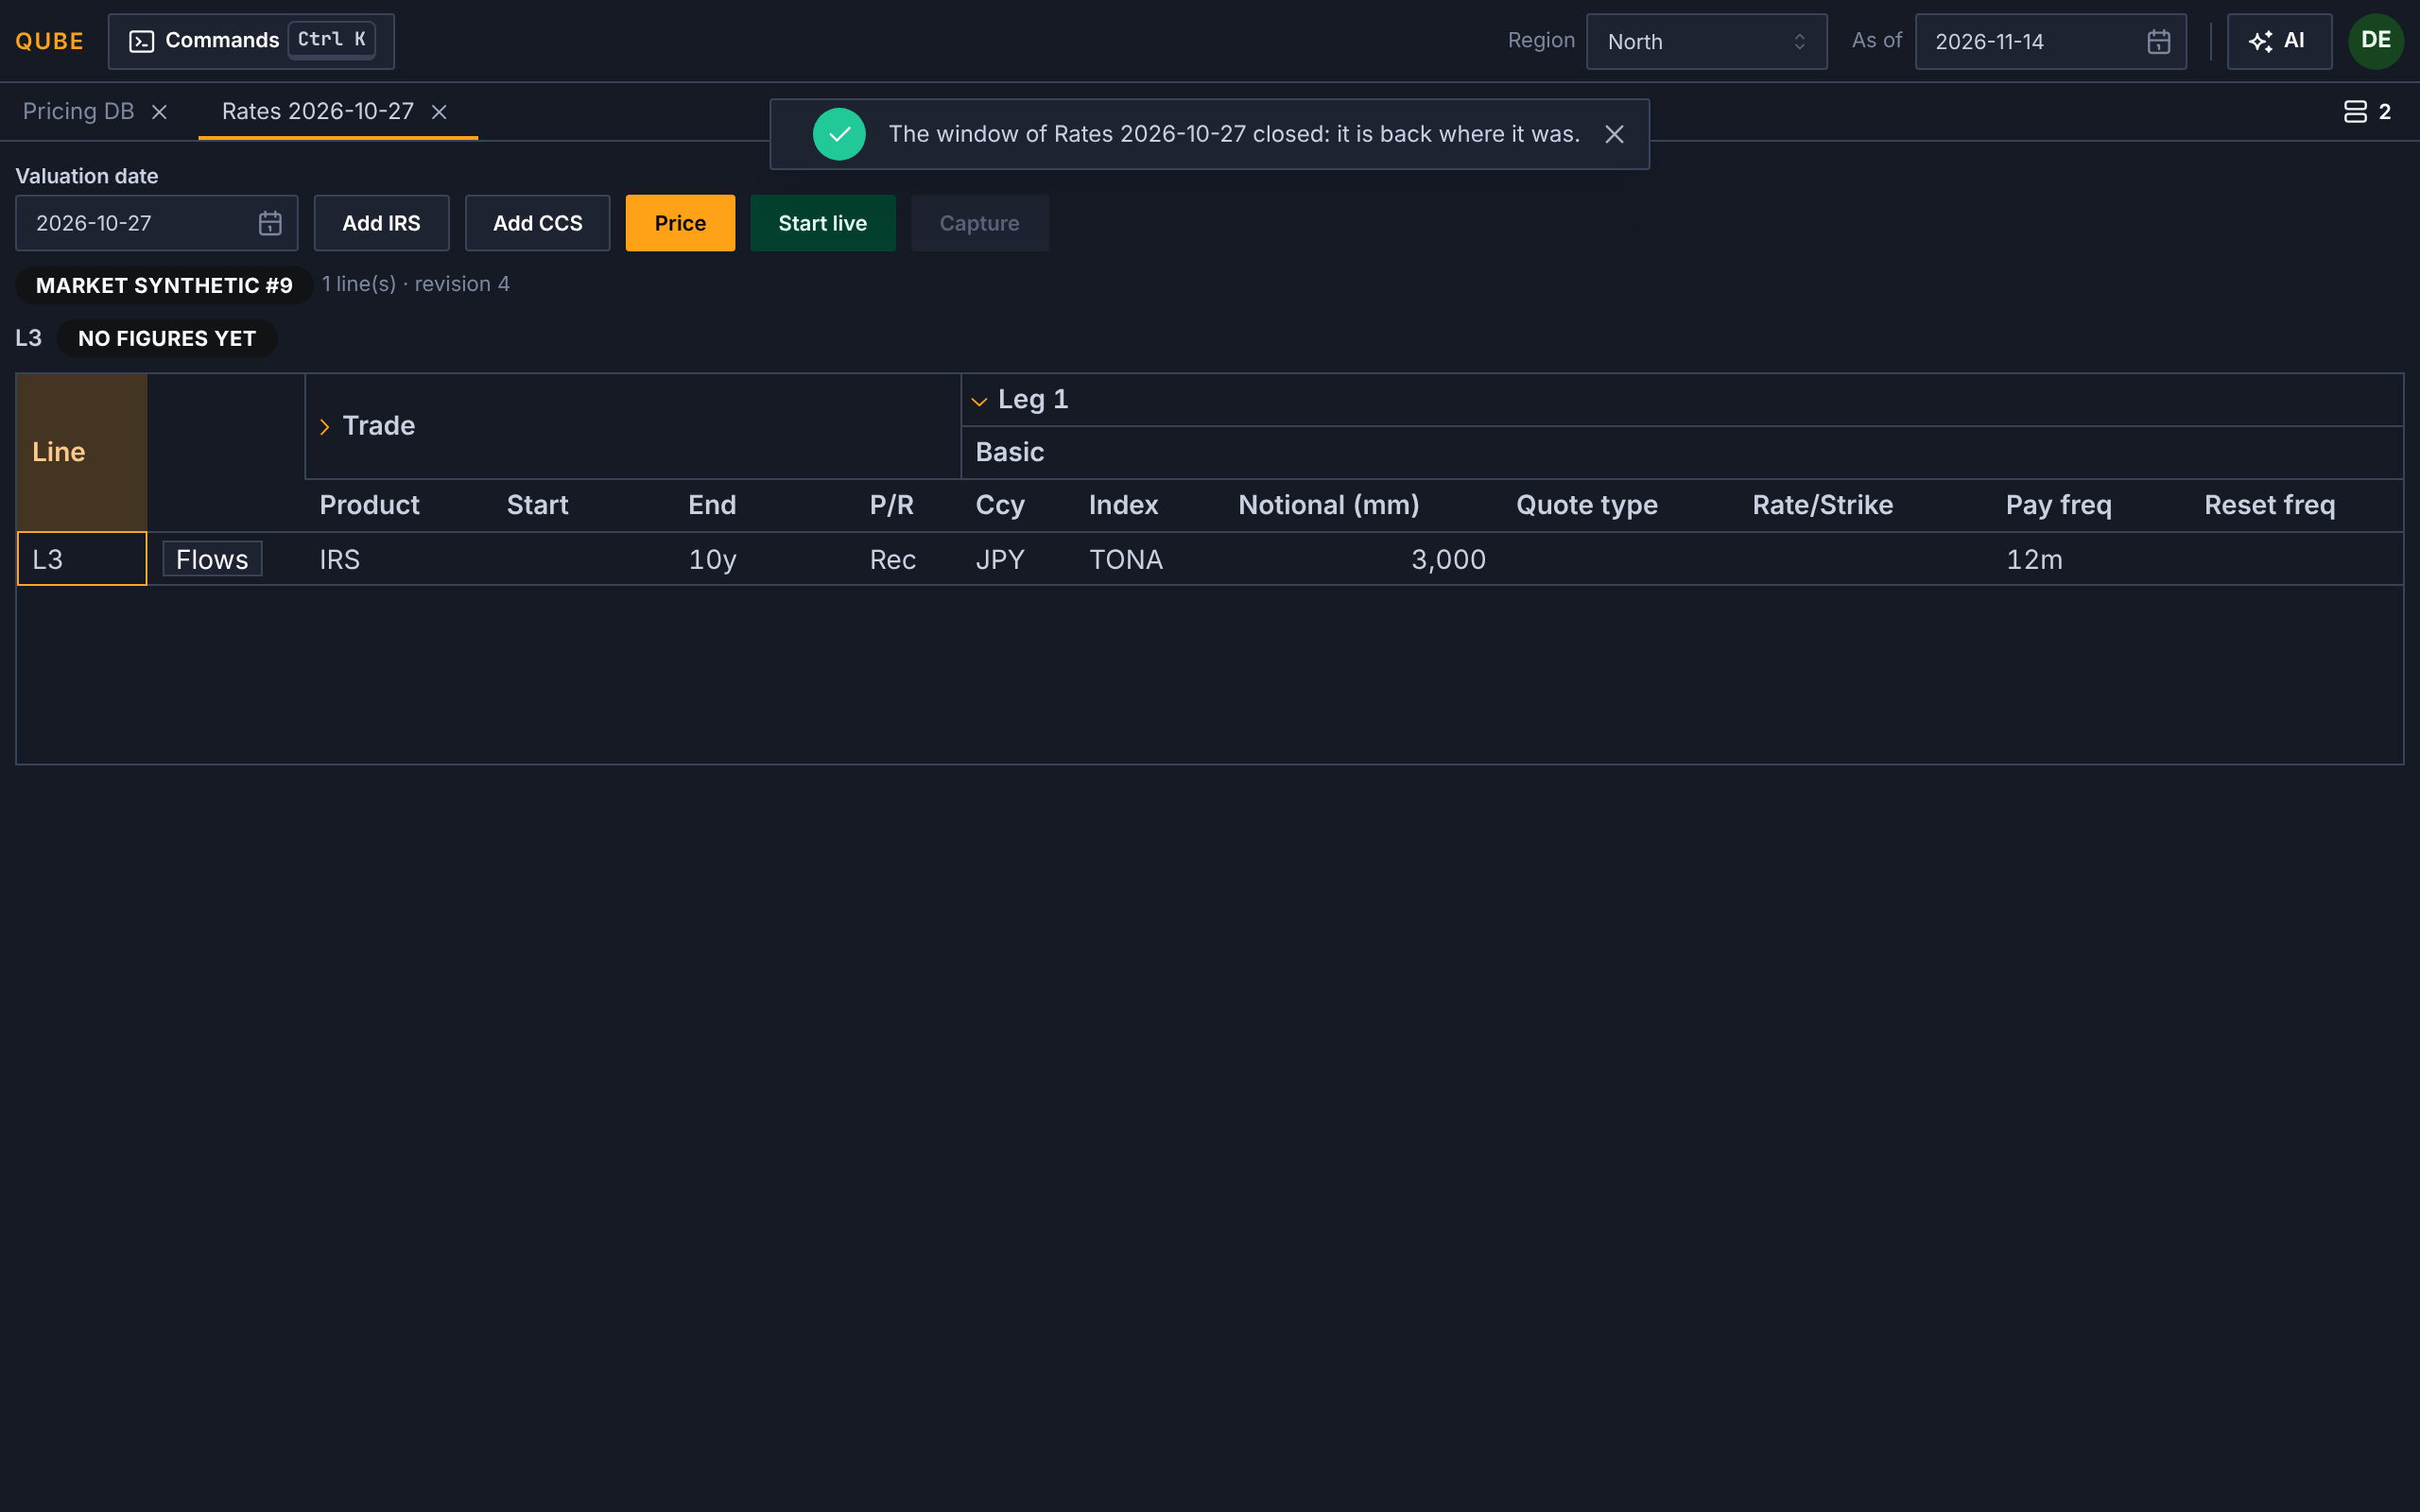 QUBE Commands Ctrl K Region North As of 2026-11-14 AI DE
Pricing DB Rates 2026-10-27 2
The window of Rates 2026-10-27 closed: it is back where it was.
Valuation date
2026-10-27 Add IRS Add CCS Price Start live Capture
MARKET SYNTHETIC #9 1 line(s) · revision 4
L3 NO FIGURES YET
Line Trade Leg 1
Basic
Product Start End P/R Ccy Index Notional (mm) Quote type Rate/Strike Pay freq Reset freq
L3 Flows IRS 10y Rec JPY TONA 3,000 12m